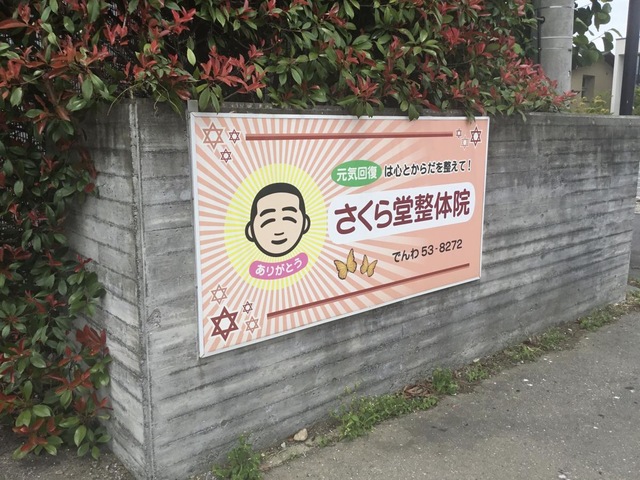 元気回復 は心とからだを整えて!
さくら堂整体院
でんわ 53-8272
ありがとう